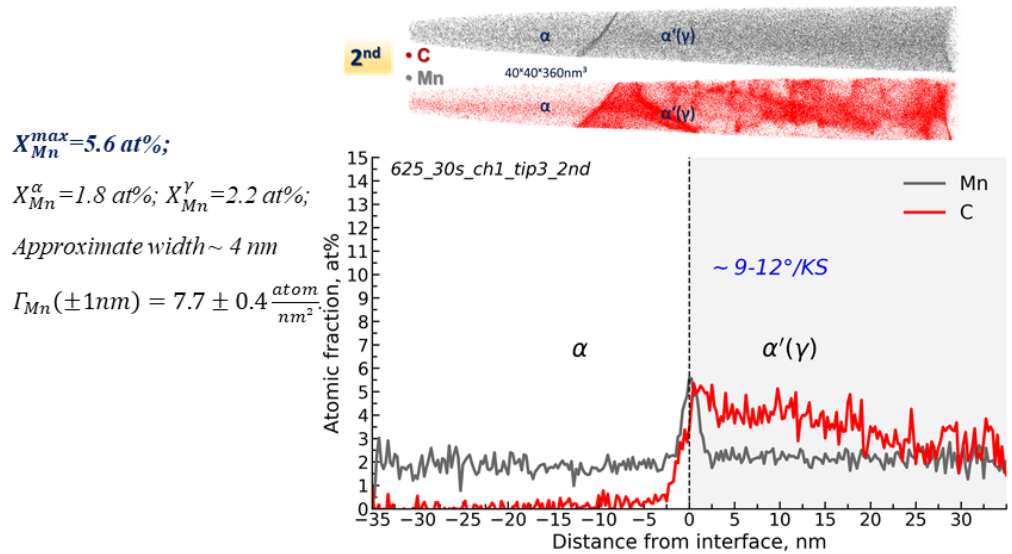 α
α′(γ)
2nd
• C
• Mn
40*40*360nm³
α
α′(γ)
X_Mn^max=5.6 at%;
X_Mn^α=1.8 at%; X_Mn^γ=2.2 at%;
Approximate width ~ 4 nm
Γ_Mn(±1nm) = 7.7 ± 0.4 atom/nm².
625_30s_ch1_tip3_2nd
Mn
C
~ 9-12°/KS
α
α′(γ)
Atomic fraction, at%
15
14
13
12
11
10
9
8
7
6
5
4
3
2
1
0
−35 −30 −25 −20 −15 −10 −5 0 5 10 15 20 25 30
Distance from interface, nm